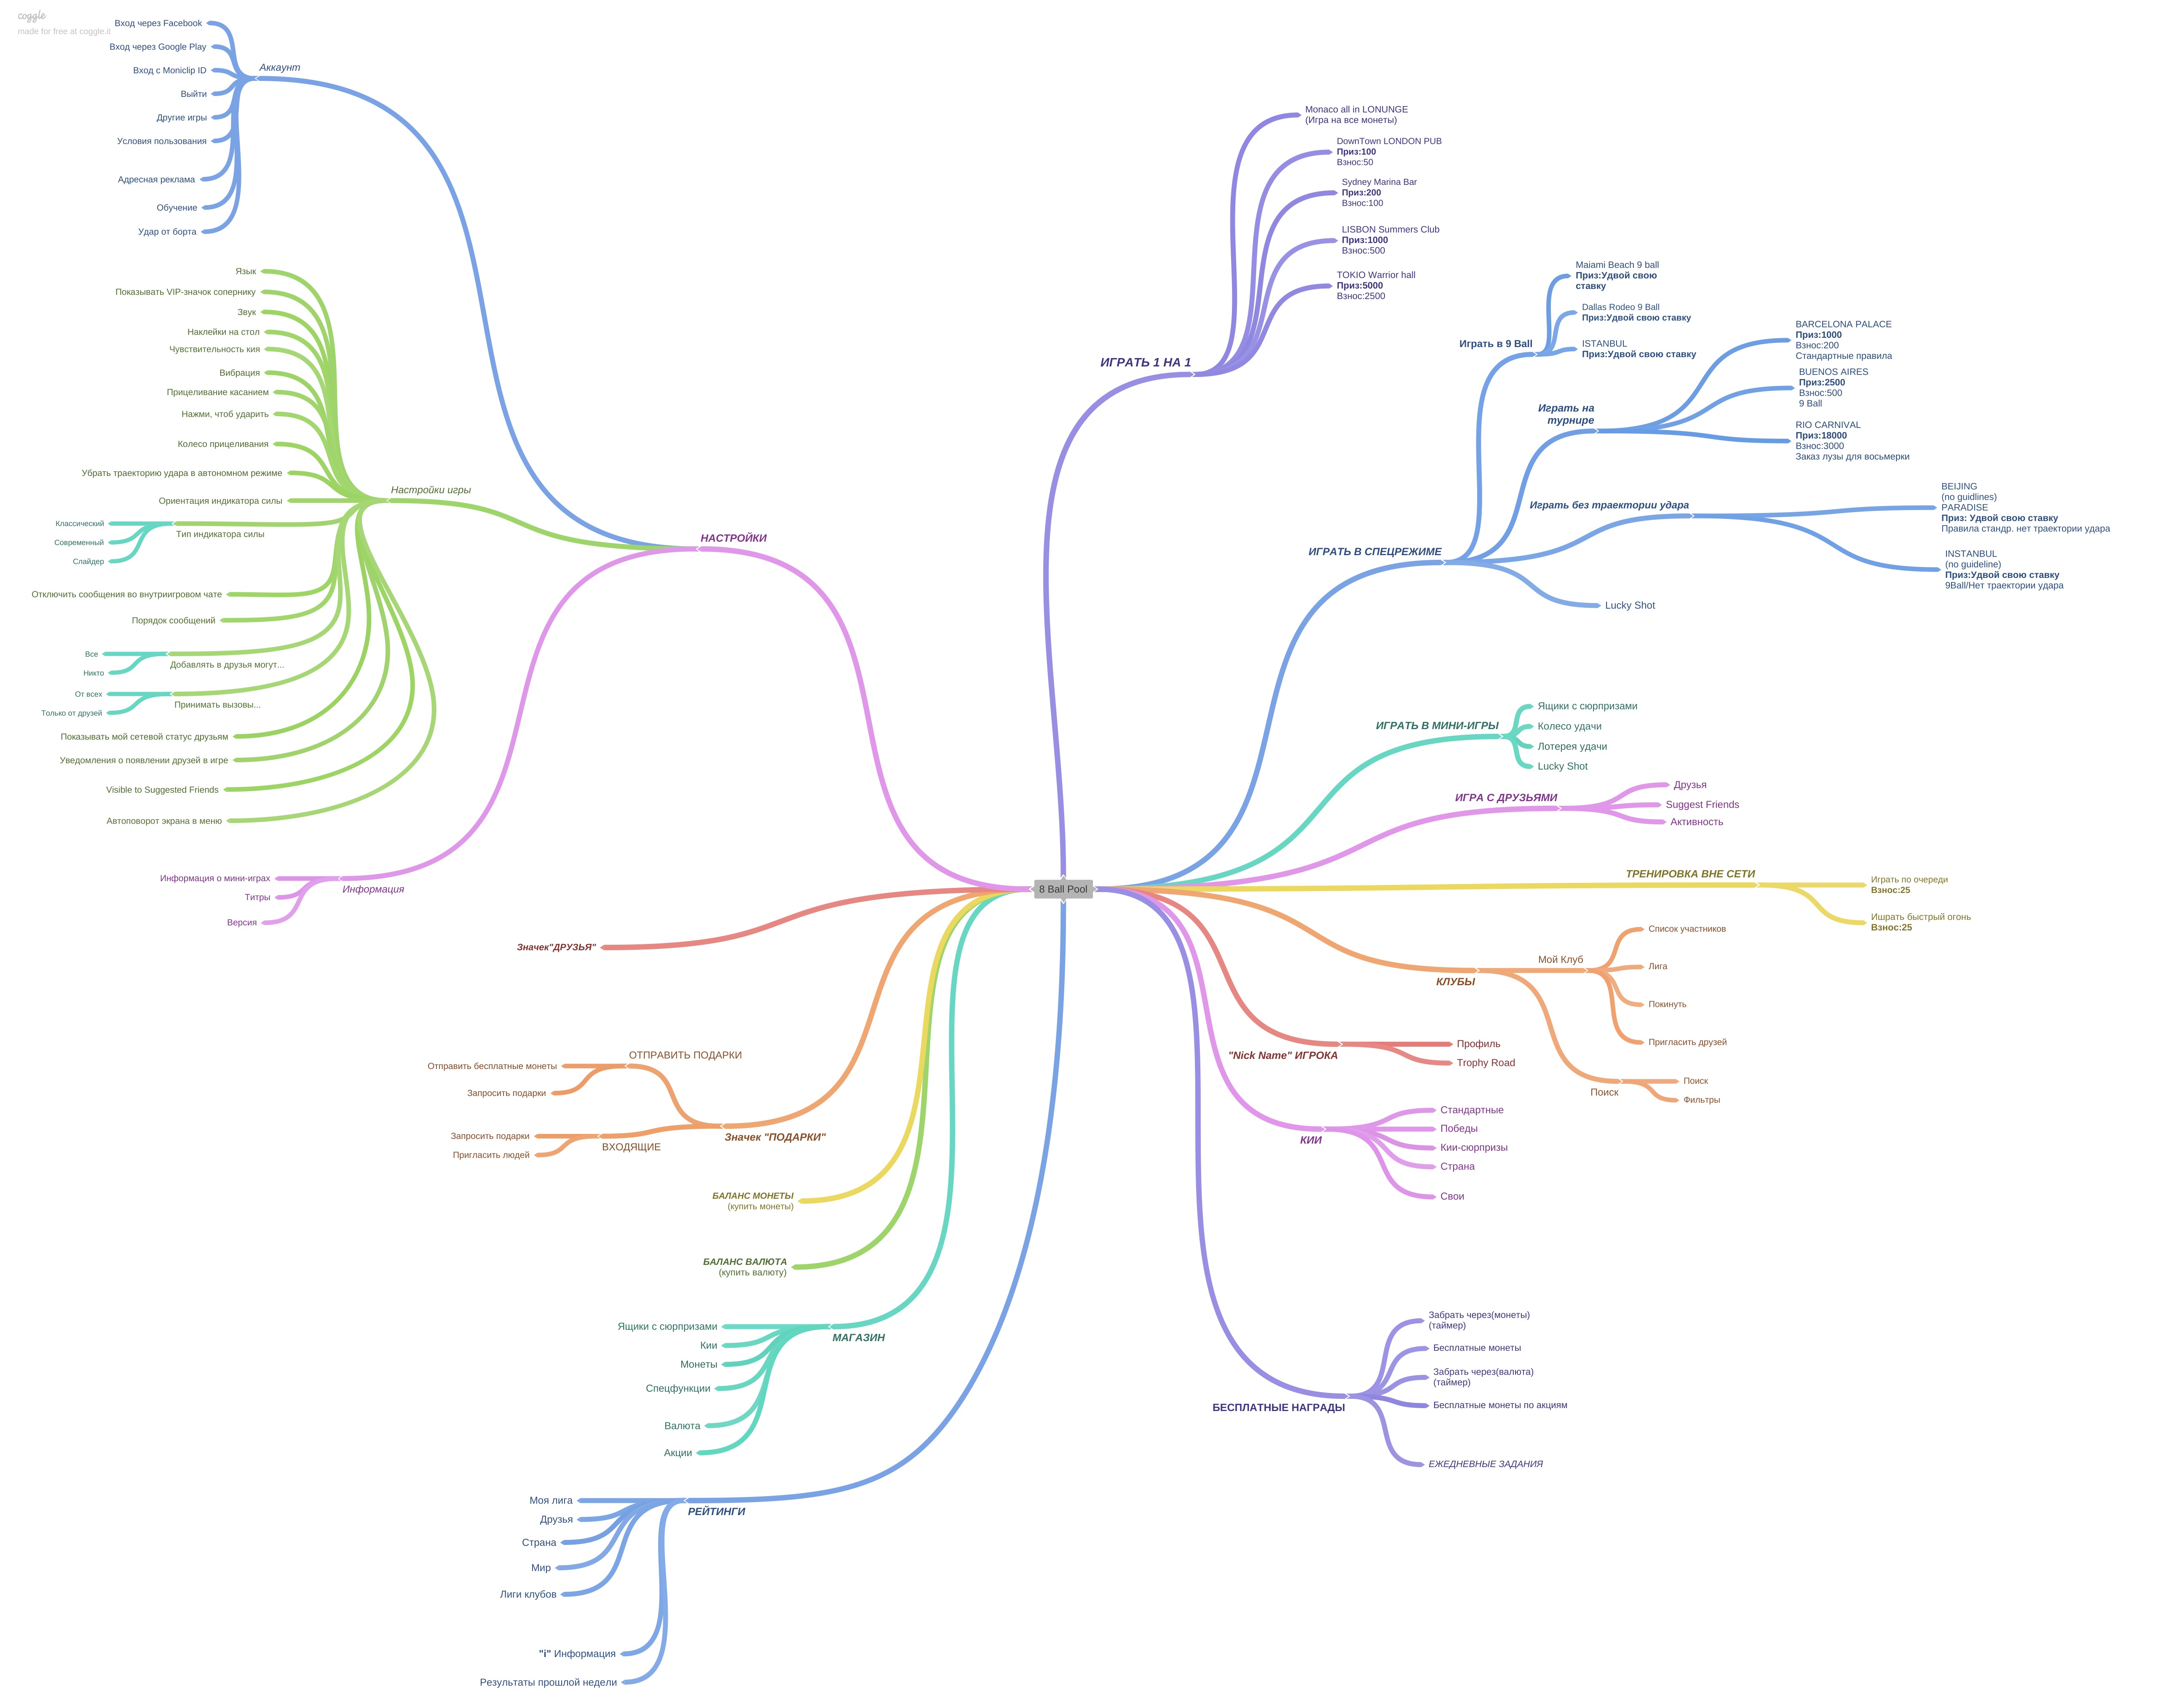 coggle
made for free at coggle.it
Вход через Facebook
Вход через Google Play
Вход с Moniclip ID
Выйти
Другие игры
Условия пользования
Адресная реклама
Обучение
Удар от борта
Аккаунт
Язык
Показывать VIP-значок сопернику
Звук
Наклейки на стол
Чувствительность кия
Вибрация
Прицеливание касанием
Нажми, чтоб ударить
Колесо прицеливания
Убрать траекторию удара в автономном режиме
Ориентация индикатора силы
Настройки игры
Классический
Современный
Слайдер
Тип индикатора силы
Отключить сообщения во внутриигровом чате
Порядок сообщений
Все
Никто
Добавлять в друзья могут...
От всех
Только от друзей
Принимать вызовы...
Показывать мой сетевой статус друзьям
Уведомления о появлении друзей в игре
Visible to Suggested Friends
Автоповорот экрана в меню
НАСТРОЙКИ
Информация о мини-играх
Титры
Версия
Информация
Значек"ДРУЗЬЯ"
ОТПРАВИТЬ ПОДАРКИ
Отправить бесплатные монеты
Запросить подарки
Запросить подарки
Пригласить людей
ВХОДЯЩИЕ
Значек "ПОДАРКИ"
БАЛАНС МОНЕТЫ
(купить монеты)
БАЛАНС ВАЛЮТА
(купить валюту)
Ящики с сюрпризами
Кии
Монеты
Спецфункции
Валюта
Акции
МАГАЗИН
Моя лига
Друзья
Страна
Мир
Лиги клубов
"i" Информация
Результаты прошлой недели
РЕЙТИНГИ
8 Ball Pool
ИГРАТЬ 1 НА 1
Monaco all in LONUNGE
(Игра на все монеты)
DownTown LONDON PUB
Приз:100
Взнос:50
Sydney Marina Bar
Приз:200
Взнос:100
LISBON Summers Club
Приз:1000
Взнос:500
TOKIO Warrior hall
Приз:5000
Взнос:2500
ИГРАТЬ В СПЕЦРЕЖИМЕ
Играть в 9 Ball
Maiami Beach 9 ball
Приз:Удвой свою
ставку
Dallas Rodeo 9 Ball
Приз:Удвой свою ставку
ISTANBUL
Приз:Удвой свою ставку
Играть на
турнире
BARCELONA PALACE
Приз:1000
Взнос:200
Стандартные правила
BUENOS AIRES
Приз:2500
Взнос:500
9 Ball
RIO CARNIVAL
Приз:18000
Взнос:3000
Заказ лузы для восьмерки
Играть без траектории удара
BEIJING
(no guidlines)
PARADISE
Приз: Удвой свою ставку
Правила стандр. нет траектории удара
INSTANBUL
(no guideline)
Приз:Удвой свою ставку
9Ball/Нет траектории удара
Lucky Shot
ИГРАТЬ В МИНИ-ИГРЫ
Ящики с сюрпризами
Колесо удачи
Лотерея удачи
Lucky Shot
ИГРА С ДРУЗЬЯМИ
Друзья
Suggest Friends
Активность
ТРЕНИРОВКА ВНЕ СЕТИ
Играть по очереди
Взнос:25
Ишрать быстрый огонь
Взнос:25
КЛУБЫ
Мой Клуб
Список участников
Лига
Покинуть
Пригласить друзей
Поиск
Поиск
Фильтры
"Nick Name" ИГРОКА
Профиль
Trophy Road
КИИ
Стандартные
Победы
Кии-сюрпризы
Страна
Свои
БЕСПЛАТНЫЕ НАГРАДЫ
Забрать через(монеты)
(таймер)
Бесплатные монеты
Забрать через(валюта)
(таймер)
Бесплатные монеты по акциям
ЕЖЕДНЕВНЫЕ ЗАДАНИЯ